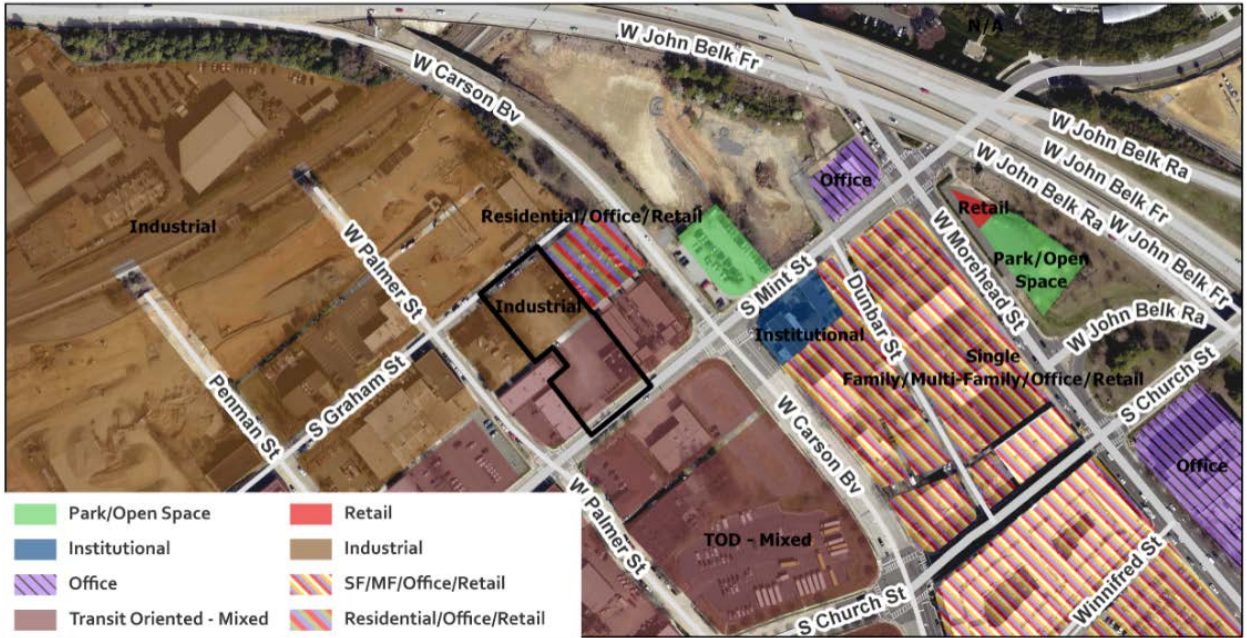 N/A
W John Belk Fr
W Carson Bv
W John Belk Ra
W John Belk Fr
W John Belk Ra
W John Belk Fr
Office
Retail
Residential/Office/Retail
Industrial
W Palmer St
W Morehead St
Park/Open
Space
S Mint St
Dunbar St
Industrial
Institutional
W John Belk Ra
Single
Family/Multi-Family/Office/Retail
S Church St
Penman St
S Graham St
W Carson Bv
Office
W Palmer St
TOD - Mixed
S Church St
Winnifred St
Park/Open Space
Retail
Institutional
Industrial
Office
SF/MF/Office/Retail
Transit Oriented - Mixed
Residential/Office/Retail